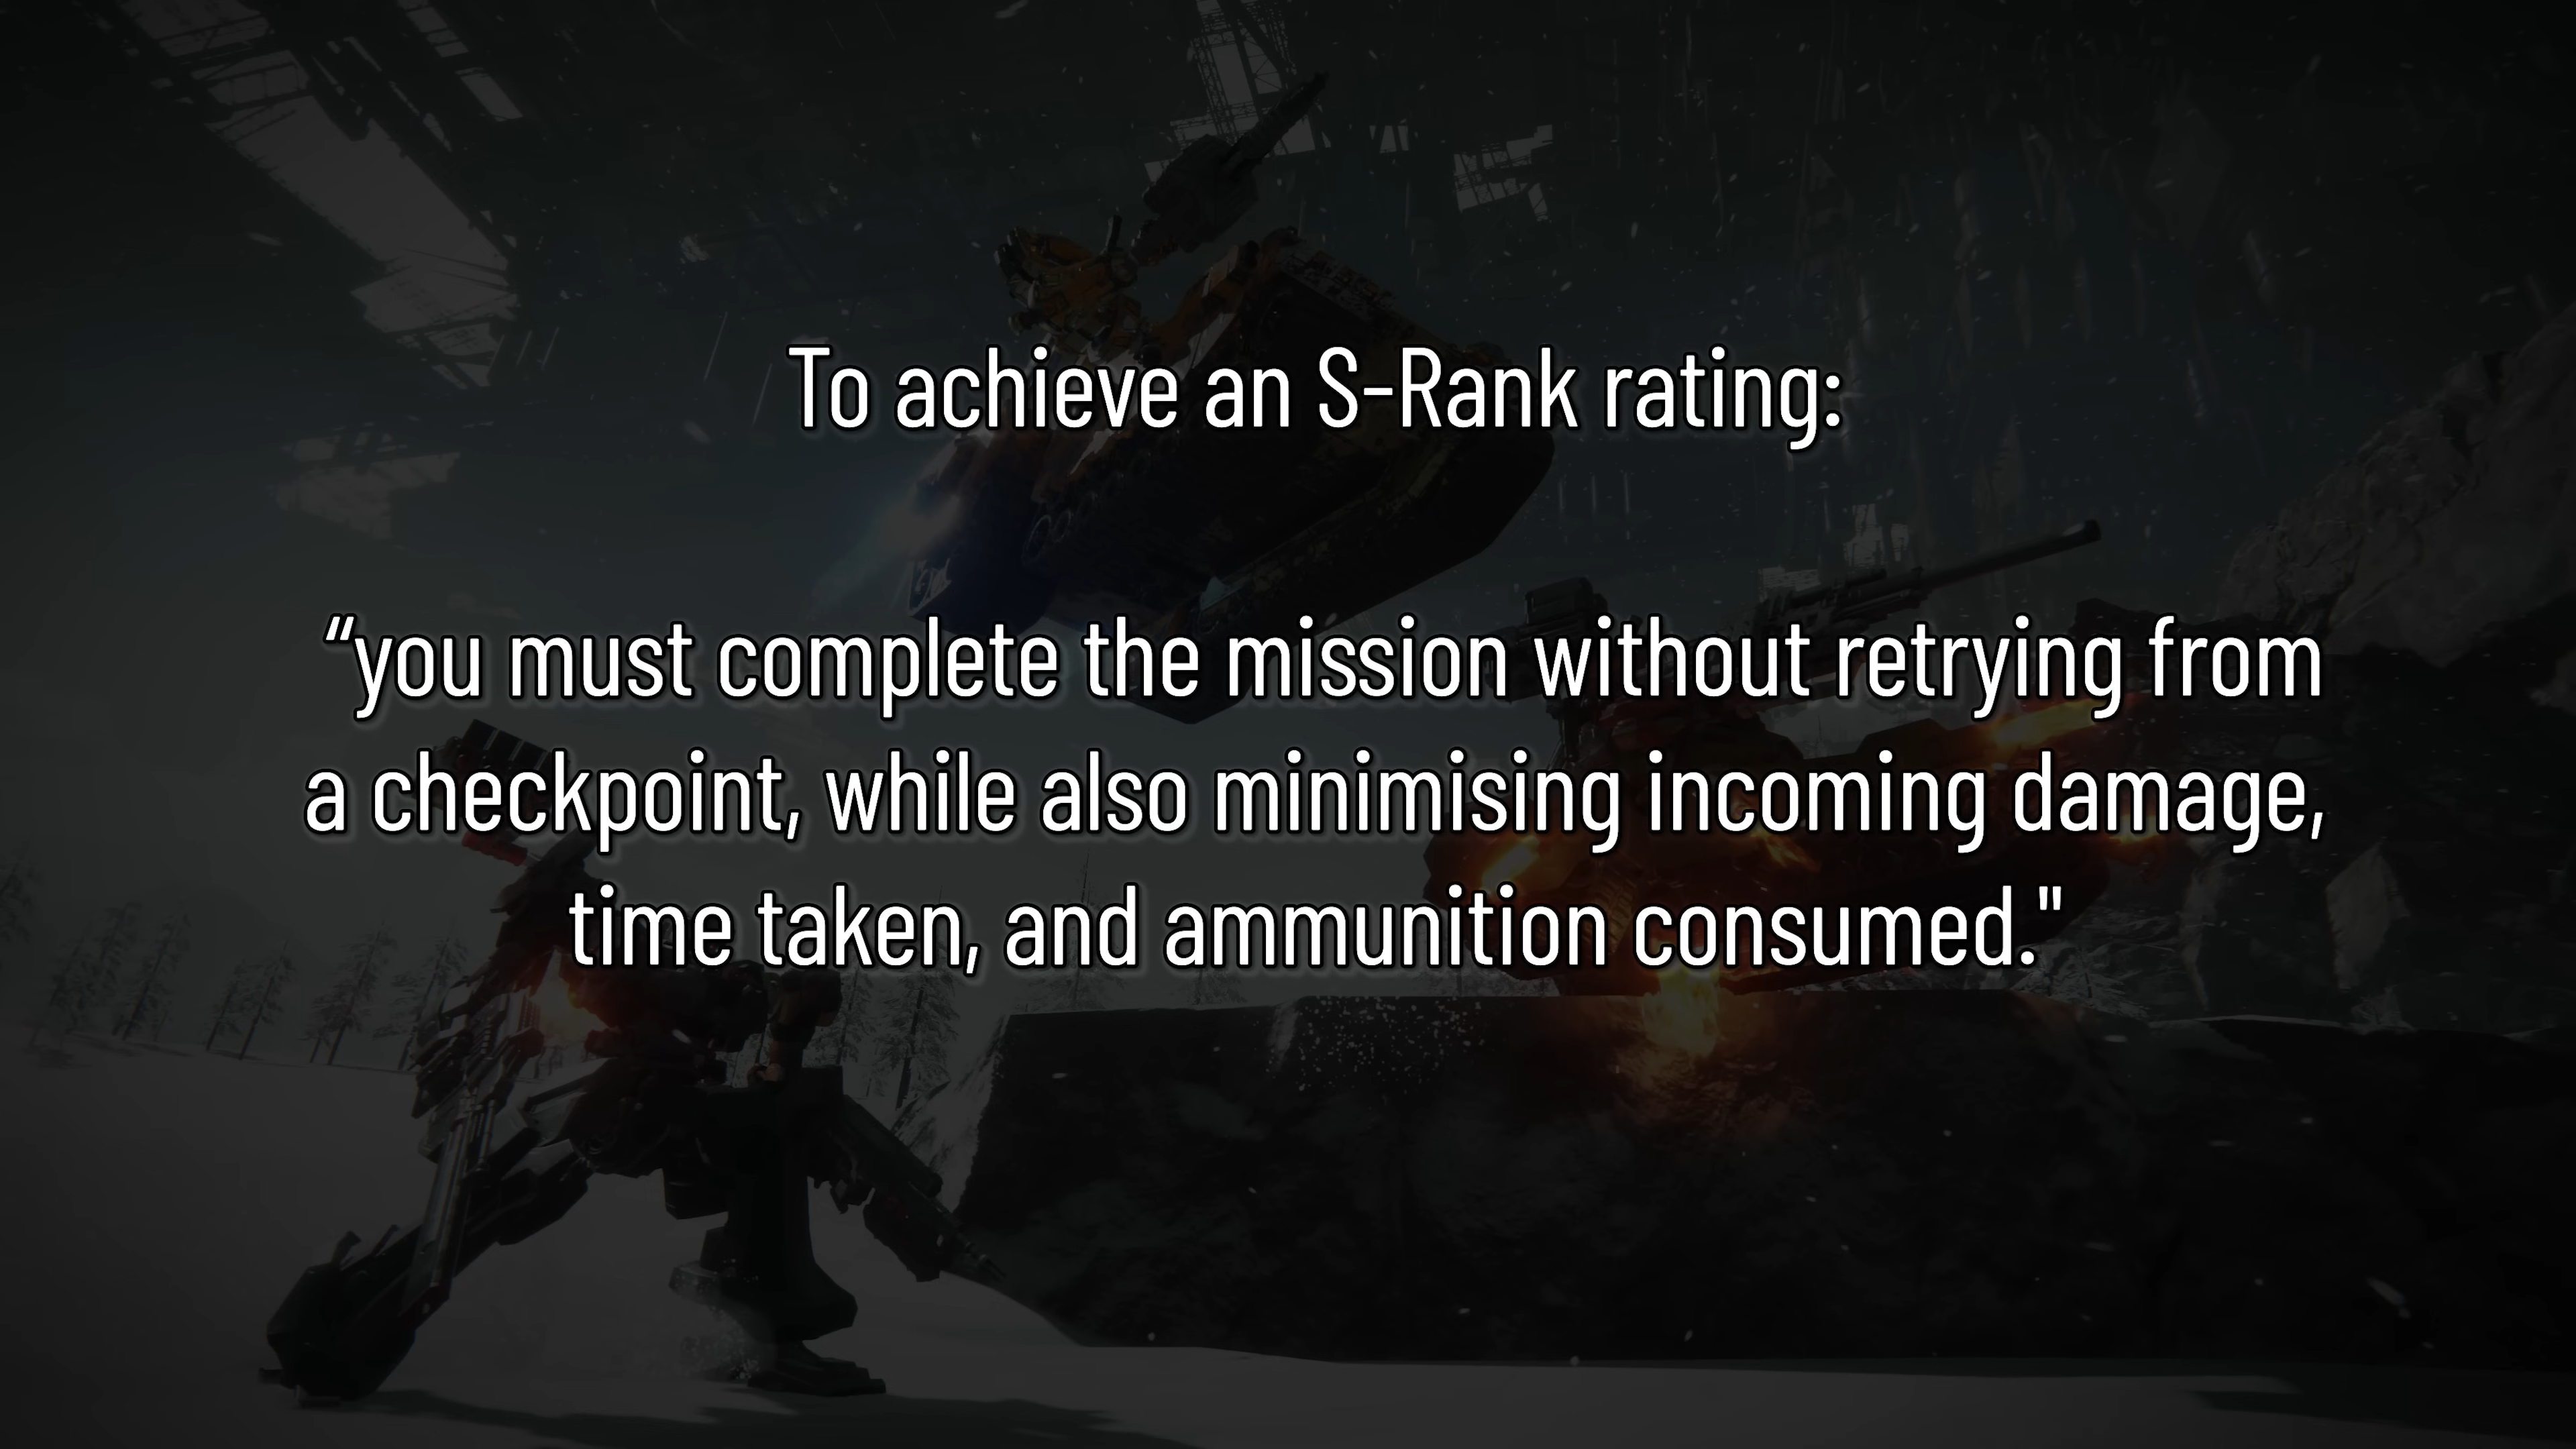 To achieve an S-Rank rating:
“you must complete the mission without retrying from
a checkpoint, while also minimising incoming damage,
time taken, and ammunition consumed."